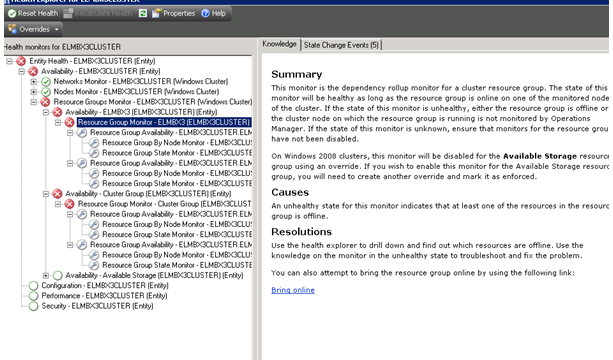 Health Explorer for ELMBX3CLUSTER
Reset Health Recalculate Health Properties Help
Overrides
Health monitors for ELMBX3CLUSTER
Entity Health - ELMBX3CLUSTER (Entity)
Availability - ELMBX3CLUSTER (Entity)
Networks Monitor - ELMBX3CLUSTER (Windows Cluster)
Nodes Monitor - ELMBX3CLUSTER (Windows Cluster)
Resource Groups Monitor - ELMBX3CLUSTER (Windows Cluster)
Availability - ELMBX3 (ELMBX3CLUSTER) (Entity)
Resource Group Monitor - ELMBX3 (ELMBX3CLUSTER)
Resource Group Availability - ELMBX3CLUSTER.ELM
Resource Group By Node Monitor - ELMBX3CLUS
Resource Group State Monitor - ELMBX3CLUSTE
Resource Group Availability - ELMBX3CLUSTER.ELM
Resource Group By Node Monitor - ELMBX3CLUS
Resource Group State Monitor - ELMBX3CLUSTE
Availability - Cluster Group (ELMBX3CLUSTER) (Entity)
Resource Group Monitor - Cluster Group (ELMBX3CLUST
Resource Group Availability - ELMBX3CLUSTER.ELM
Resource Group By Node Monitor - ELMBX3CLUS
Resource Group State Monitor - ELMBX3CLUSTE
Resource Group Availability - ELMBX3CLUSTER.ELM
Resource Group By Node Monitor - ELMBX3CLUS
Resource Group State Monitor - ELMBX3CLUSTE
Availability - Available Storage (ELMBX3CLUSTER) (Entity)
Configuration - ELMBX3CLUSTER (Entity)
Performance - ELMBX3CLUSTER (Entity)
Security - ELMBX3CLUSTER (Entity)
Knowledge State Change Events (5)
Summary
This monitor is the dependency rollup monitor for a cluster resource group. The state of this
monitor will be healthy as long as the resource group is online on one of the monitored node
of the cluster. If the state of this monitor is unhealthy, either the resource group is offline or
the cluster node on which the resource group is running is not monitored by Operations
Manager. If the state of this monitor is unknown, ensure that monitors for the resource grou
have not been disabled.
On Windows 2008 clusters, this monitor will be disabled for the Available Storage resourc
group using an override. If you wish to enable this monitor for the Available Storage resourc
group, you will need to create another override and mark it as enforced.
Causes
An unhealthy state for this monitor indicates that at least one of the resources in the resourc
group is offline.
Resolutions
Use the health explorer to drill down and find out which resources are offline. Use the
knowledge on the monitor in the unhealthy state to troubleshoot and fix the problem.
You can also attempt to bring the resource group online by using the following link:
Bring online